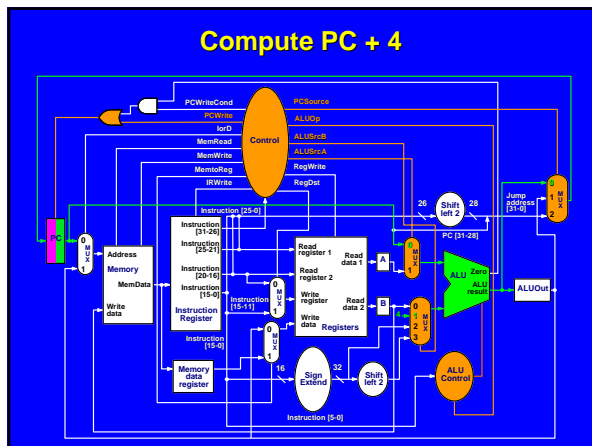 Compute PC + 4
PCWriteCond
PCSource
PCWrite
ALUOp
IorD
ALUSrcB
MemRead
Control
ALUSrcA
MemWrite
RegWrite
MemtoReg
RegDst
IRWrite
26
Shift
left 2
28
Jump
address
[31-0]
0
1
2
MUX
Instruction [25-0]
PC [31-28]
PC
0
MUX
1
Address
Memory
MemData
Write
data
Instruction
[31-26]
Instruction
[25-21]
Instruction
[20-16]
Instruction
[15-0]
Instruction
Register
Instruction
[15-0]
Instruction
[15-11]
0
MUX
1
0
MUX
1
Read
register 1
Read
register 2
Write
register
Write
data
Read
data 1
Read
data 2
Registers
A
B
0
MUX
1
4
0
1
2
3
MUX
ALU
Zero
ALU
result
ALUOut
Memory
data
register
16
Sign
Extend
32
Shift
left 2
ALU
Control
Instruction [5-0]